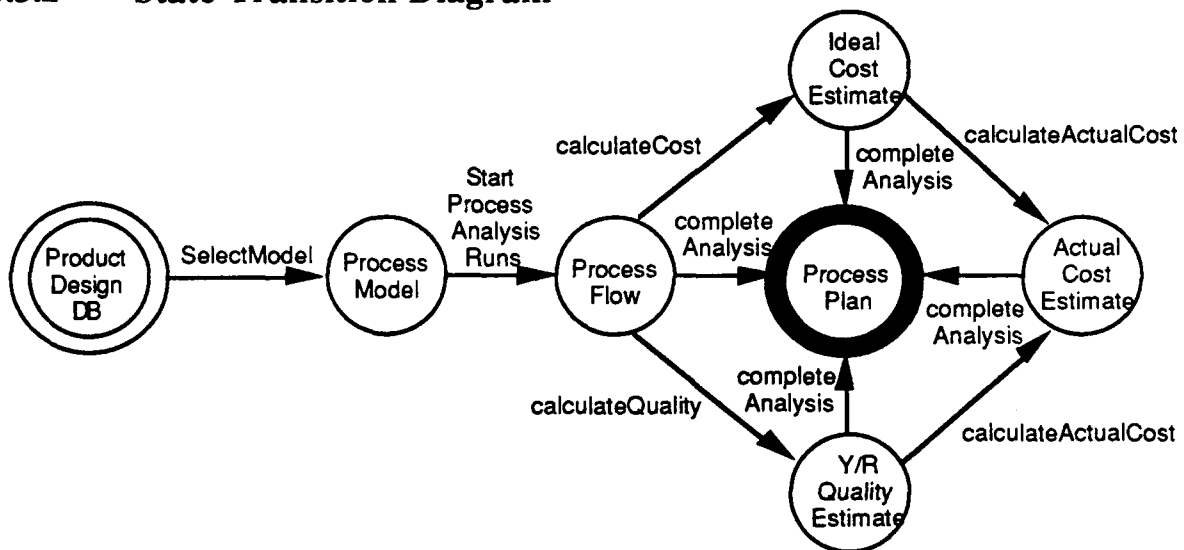 State Transition Diagram
Ideal
Cost
Estimate
calculateCost
complete
Analysis
calculateActualCost
Start
Process
Analysis
Runs
Product
Design
DB
SelectModel
Process
Model
Process
Flow
complete
Analysis
Process
Plan
Actual
Cost
Estimate
complete
Analysis
calculateQuality
complete
Analysis
calculateActualCost
Y/R
Quality
Estimate